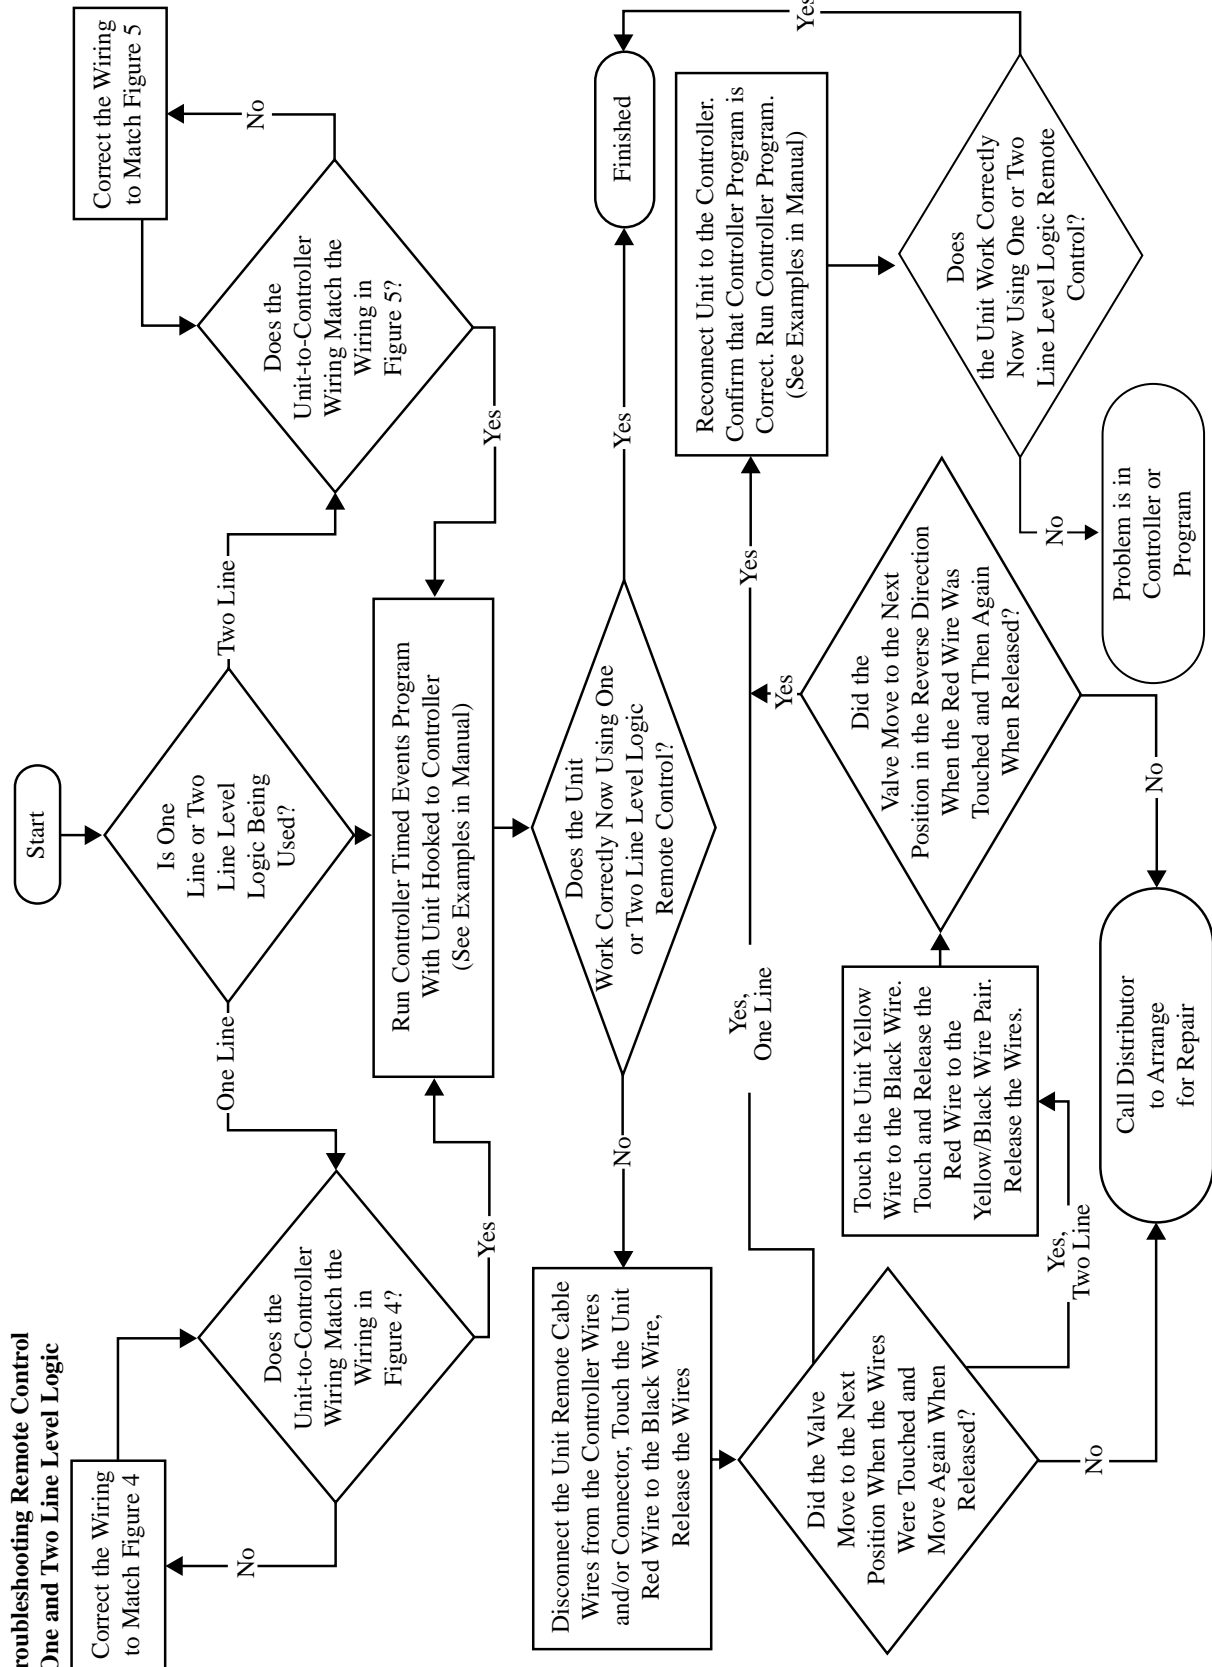 roubleshooting Remote Control
One and Two Line Level Logic
Start
Is One
Line or Two
Line Level
Logic Being
Used?
One Line
Two Line
Does the
Unit-to-Controller
Wiring Match the
Wiring in
Figure 4?
No
Correct the Wiring
to Match Figure 4
Yes
Does the
Unit-to-Controller
Wiring Match the
Wiring in
Figure 5?
No
Correct the Wiring
to Match Figure 5
Yes
Run Controller Timed Events Program
With Unit Hooked to Controller
(See Examples in Manual)
Does the Unit
Work Correctly Now Using One
or Two Line Level Logic
Remote Control?
Yes
Finished
No
Disconnect the Unit Remote Cable
Wires from the Controller Wires
and/or Connector, Touch the Unit
Red Wire to the Black Wire,
Release the Wires
Did the Valve
Move to the Next
Position When the Wires
Were Touched and
Move Again When
Released?
Yes,
One Line
Yes,
Two Line
No
Touch the Unit Yellow
Wire to the Black Wire.
Touch and Release the
Red Wire to the
Yellow/Black Wire Pair.
Release the Wires.
Did the
Valve Move to the Next
Position in the Reverse Direction
When the Red Wire Was
Touched and Then Again
When Released?
Yes
Yes
No
Call Distributor
to Arrange
for Repair
Reconnect Unit to the Controller.
Confirm that Controller Program is
Correct. Run Controller Program.
(See Examples in Manual)
Does
the Unit Work Correctly
Now Using One or Two
Line Level Logic Remote
Control?
Yes
No
Problem is in
Controller or
Program